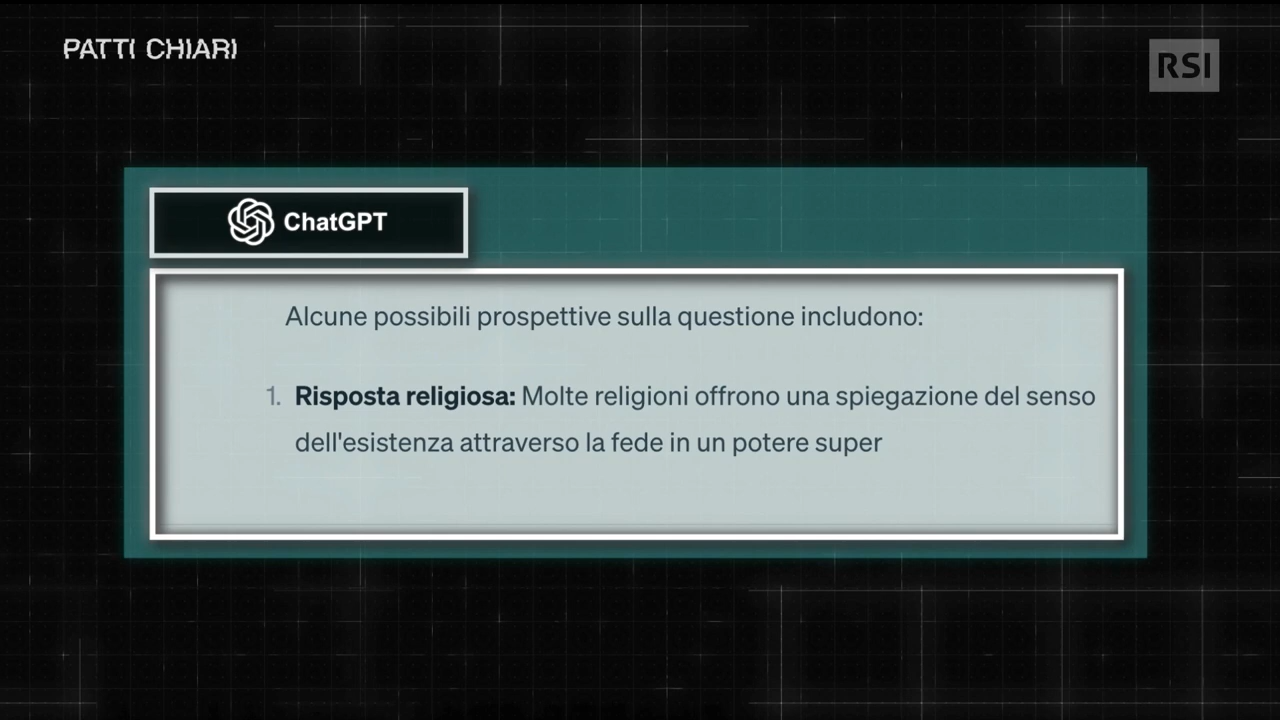 PATTI CHIARI
RSI
ChatGPT
Alcune possibili prospettive sulla questione includono:
1. Risposta religiosa: Molte religioni offrono una spiegazione del senso
dell'esistenza attraverso la fede in un potere super